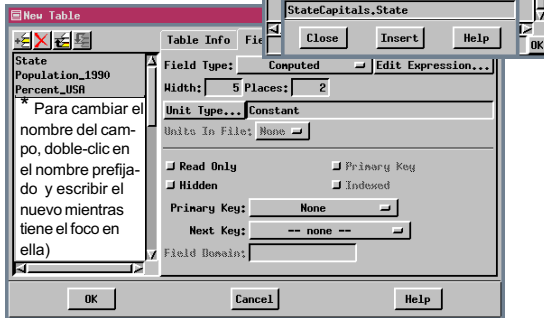 StateCapitals.State
Close Insert Help
OK
New Table
Table Info
State
Population_1990
Percent_USA
* Para cambiar el
nombre del cam-
po, doble-clic en
el nombre prefija-
do y escribir el
nuevo mientras
tiene el foco en
ella)
Field Type: Computed Edit Expression...
Width: 5 Places: 2
Unit Type... Constant
Units In File: None
Read Only Primary Key
Hidden Indexed
Primary Key: None
Next Key: -- none --
Field Domain:
OK Cancel Help